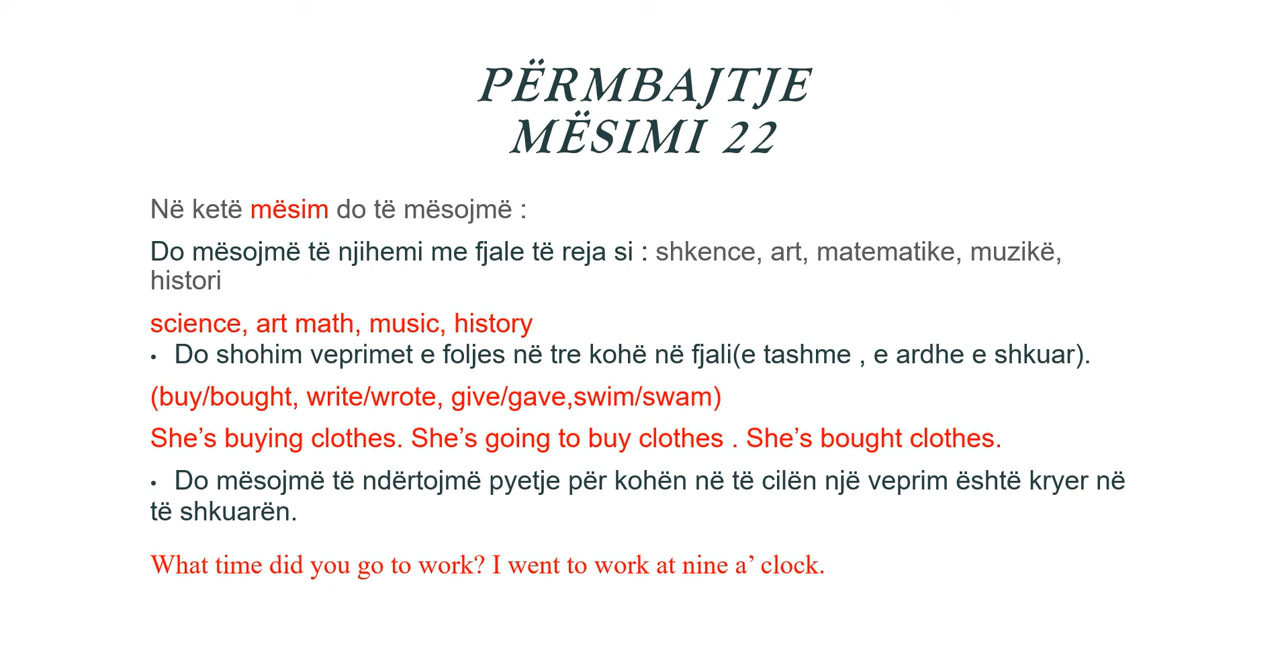 PËRMBAJTJE
MËSIMI 22
Në ketë mësim do të mësojmë :
Do mësojmë të njihemi me fjale të reja si : shkence, art, matematike, muzikë,
histori
science, art math, music, history
• Do shohim veprimet e foljes në tre kohë në fjali(e tashme , e ardhe e shkuar).
(buy/bought, write/wrote, give/gave,swim/swam)
She’s buying clothes. She’s going to buy clothes . She’s bought clothes.
• Do mësojmë të ndërtojmë pyetje për kohën në të cilën një veprim është kryer në
të shkuarën.
What time did you go to work? I went to work at nine a’ clock.